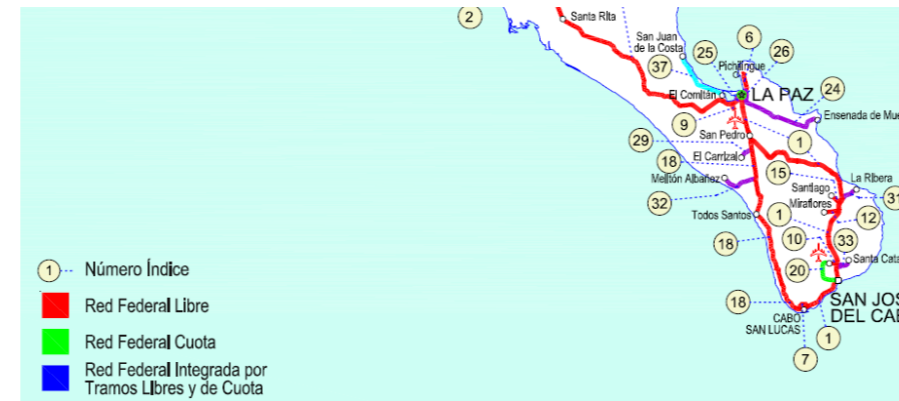 2
Santa Rita
San Juan
de la Costa
6
25
26
Pichilingue
37
El Comitán
LA PAZ
24
Ensenada de Mue
9
29
San Pedro
1
El Carrizal
18
15
La Ribera
Melitón Albañez
Santiago
31
32
Miraflores
1
12
Todos Santos
10
33
18
20
Santa Cata
1 Número Índice
Red Federal Libre
18
SAN JOS
DEL CAB
CABO
SAN LUCAS
1
7
Red Federal Cuota
Red Federal Integrada por
Tramos Libres y de Cuota